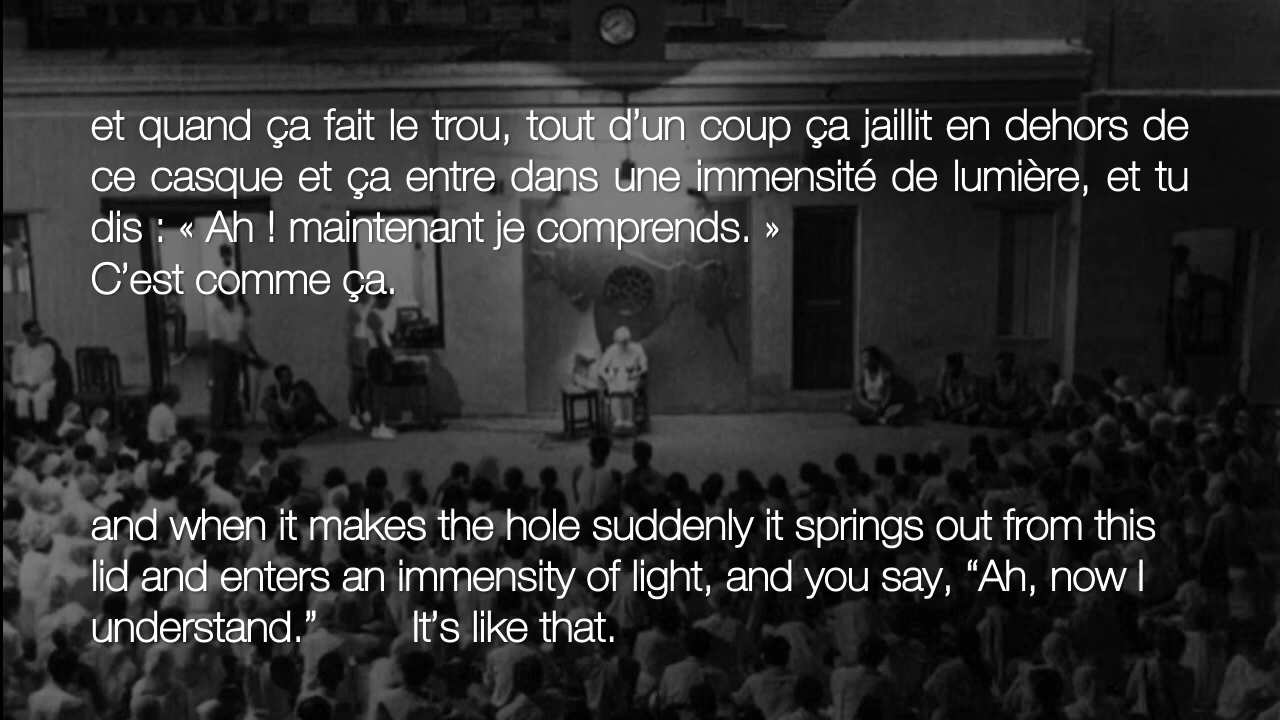 et quand ça fait le trou, tout d’un coup ça jaillit en dehors de
ce casque et ça entre dans une immensité de lumière, et tu
dis : « Ah ! maintenant je comprends. »
C’est comme ça.
and when it makes the hole suddenly it springs out from this
lid and enters an immensity of light, and you say, “Ah, now I
understand.” It’s like that.